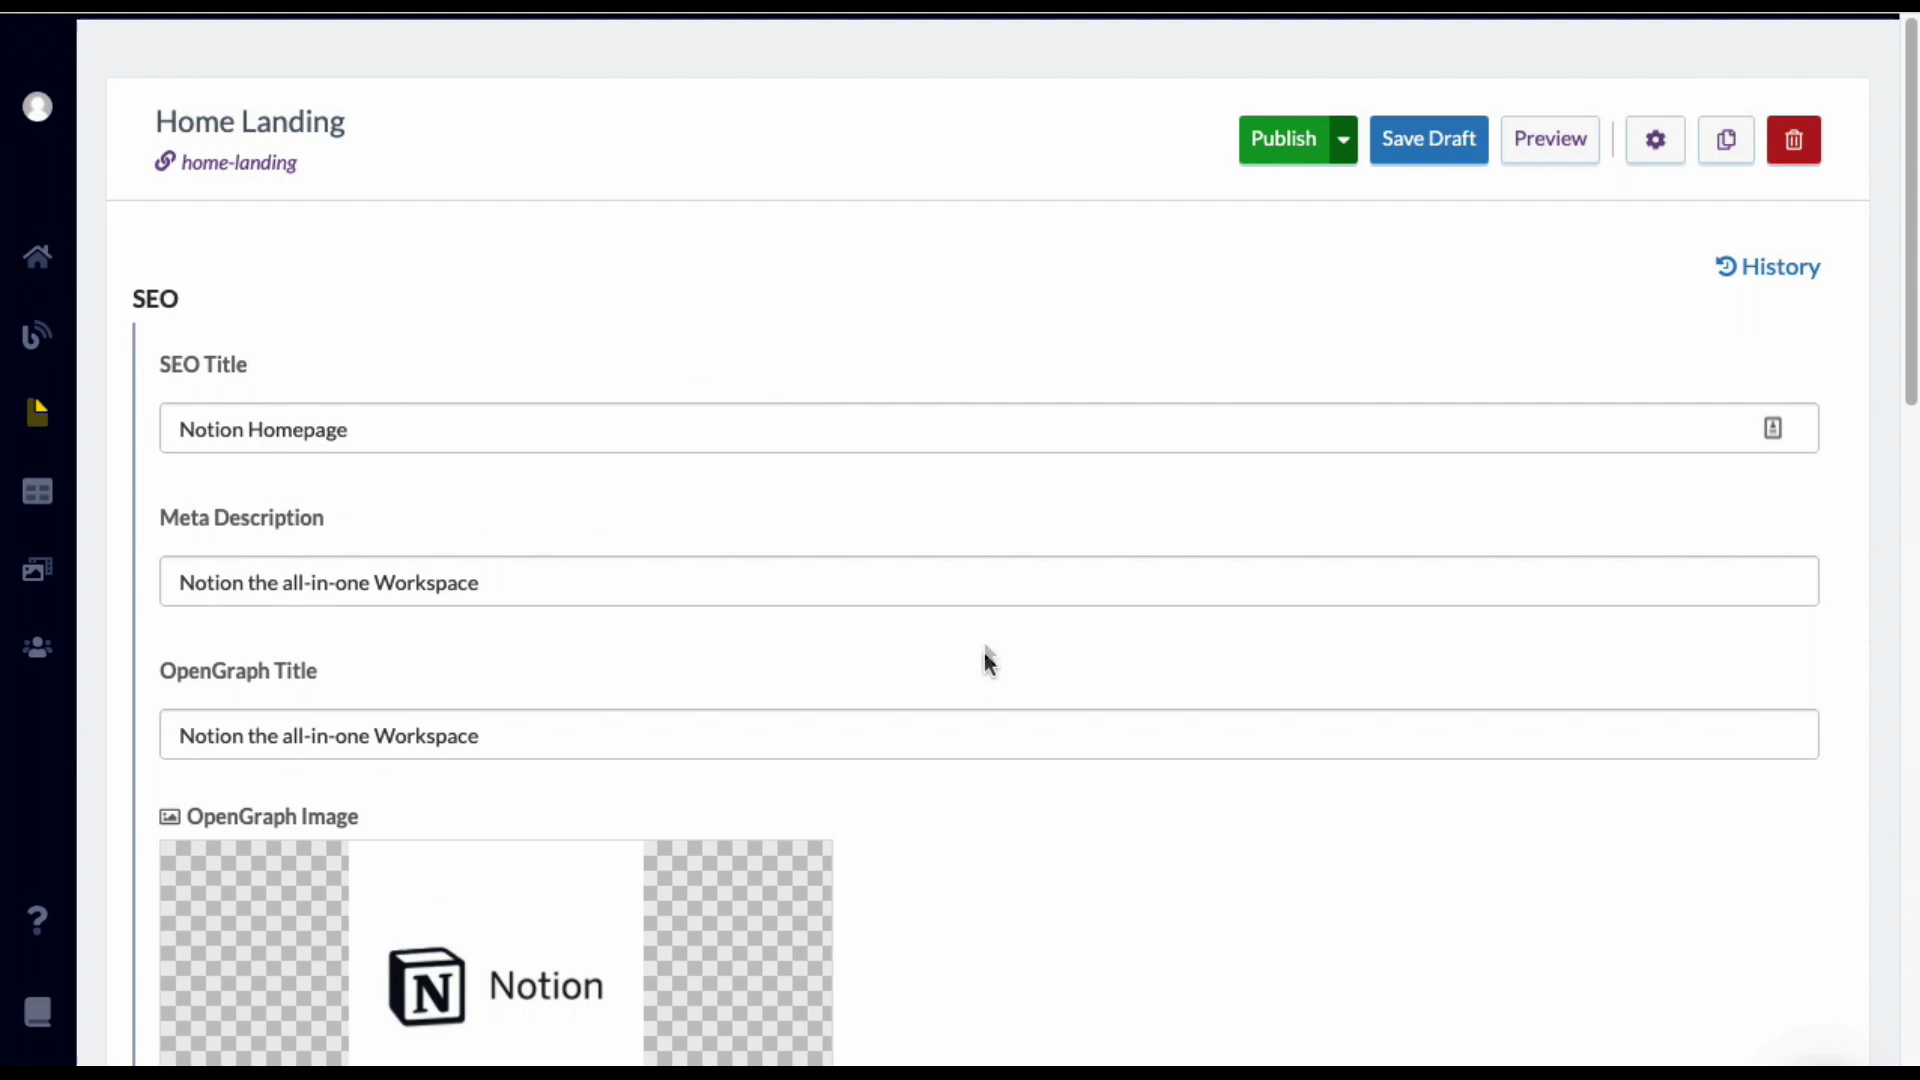 Home Landing
home-landing
Publish
Save Draft
Preview
History
SEO
SEO Title
Notion Homepage
Meta Description
Notion the all-in-one Workspace
OpenGraph Title
Notion the all-in-one Workspace
OpenGraph Image
N Notion